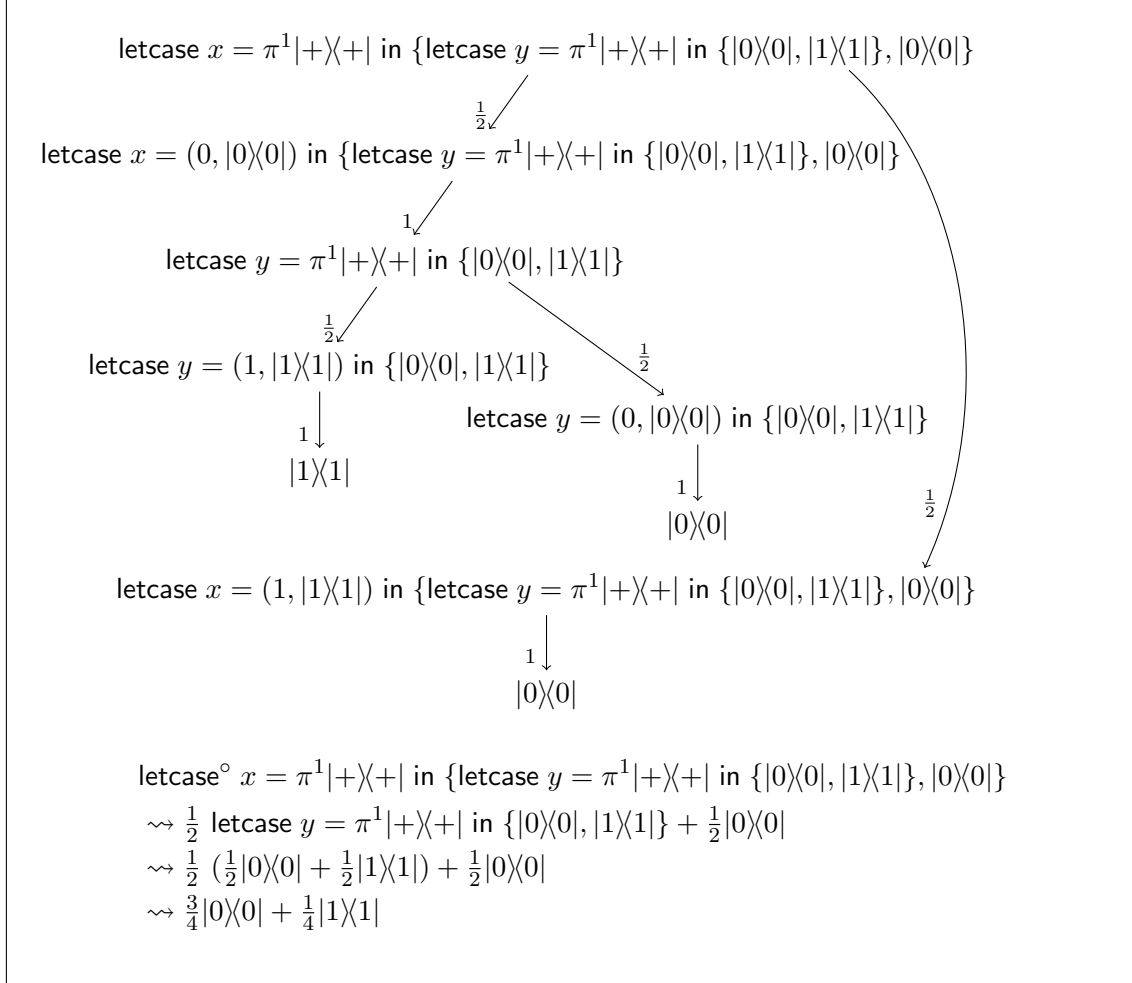 letcase x = π¹|+⟩⟨+| in {letcase y = π¹|+⟩⟨+| in {|0⟩⟨0|, |1⟩⟨1|}, |0⟩⟨0|}
1/2
letcase x = (0, |0⟩⟨0|) in {letcase y = π¹|+⟩⟨+| in {|0⟩⟨0|, |1⟩⟨1|}, |0⟩⟨0|}
1
letcase y = π¹|+⟩⟨+| in {|0⟩⟨0|, |1⟩⟨1|}
1/2
1/2
letcase y = (1, |1⟩⟨1|) in {|0⟩⟨0|, |1⟩⟨1|}
letcase y = (0, |0⟩⟨0|) in {|0⟩⟨0|, |1⟩⟨1|}
1
|1⟩⟨1|
1
|0⟩⟨0|
1/2
letcase x = (1, |1⟩⟨1|) in {letcase y = π¹|+⟩⟨+| in {|0⟩⟨0|, |1⟩⟨1|}, |0⟩⟨0|}
1
|0⟩⟨0|
letcase° x = π¹|+⟩⟨+| in {letcase y = π¹|+⟩⟨+| in {|0⟩⟨0|, |1⟩⟨1|}, |0⟩⟨0|}
⇝ 1/2 letcase y = π¹|+⟩⟨+| in {|0⟩⟨0|, |1⟩⟨1|} + 1/2|0⟩⟨0|
⇝ 1/2 (1/2|0⟩⟨0| + 1/2|1⟩⟨1|) + 1/2|0⟩⟨0|
⇝ 3/4|0⟩⟨0| + 1/4|1⟩⟨1|